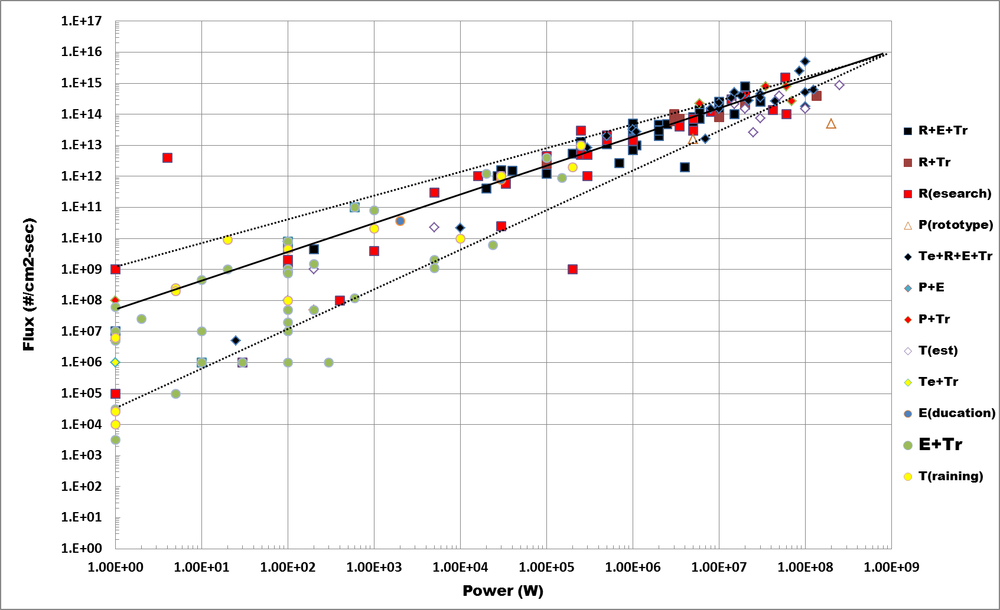 1.E+17
1.E+16
1.E+15
1.E+14
1.E+13
1.E+12
1.E+11
1.E+10
1.E+09
1.E+08
1.E+07
1.E+06
1.E+05
1.E+04
1.E+03
1.E+02
1.E+01
1.E+00
Flux (#/cm2-sec)
1.00E+00 1.00E+01 1.00E+02 1.00E+03 1.00E+04 1.00E+05 1.00E+06 1.00E+07 1.00E+08 1.00E+09
Power (W)
R+E+Tr
R+Tr
R(esearch)
P(rototype)
Te+R+E+Tr
P+E
P+Tr
T(est)
Te+Tr
E(ducation)
E+Tr
T(raining)